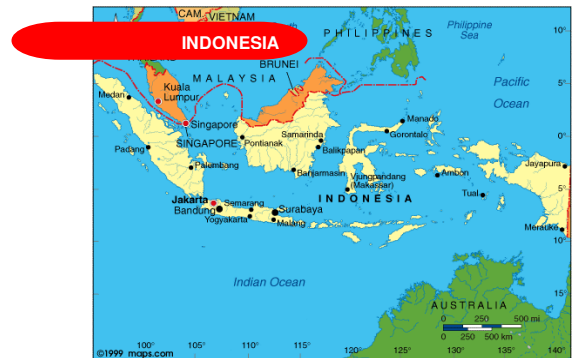 CAM.
VIETNAM
INDONESIA
PHILIPPINES
Philippine
Sea
10°
BRUNEI
MALAYSIA
Kuala
Lumpur
Medan
Pacific
Ocean
5°
Singapore
SINGAPORE
Manado
Gorontalo
Samarinda
Pontianak
Balikpapan
0°
Padang
Palembang
Banjarmasin
Ujungpandang
(Makassar)
Ambon
Jayapura
Tual
5°
INDONESIA
Jakarta
Bandung
Semarang
Surabaya
Yogyakarta
Malang
Merauke
10°
Indian Ocean
15°
AUSTRALIA
0 250 500 mi
0 250 500 km
100° 105° 110° 115° 120° 125° 130° 135° 140°
©1999 maps.com